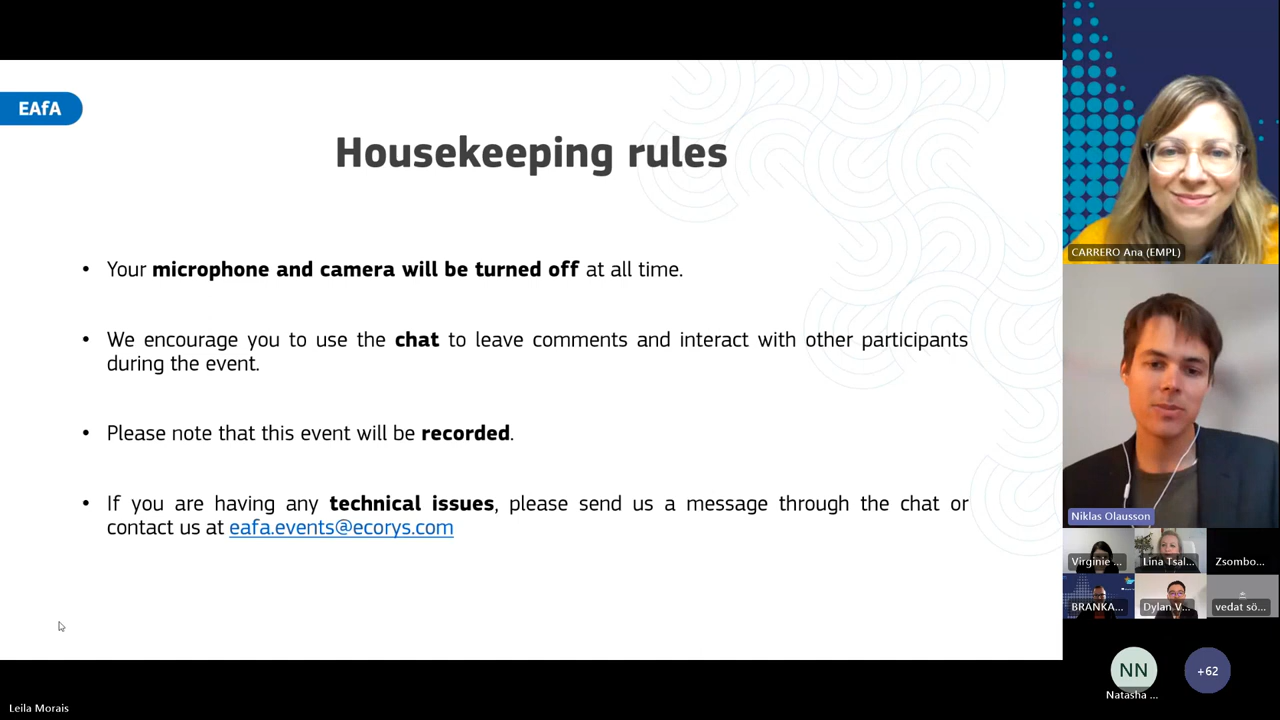 EAfA
Housekeeping rules
• Your microphone and camera will be turned off at all time.
• We encourage you to use the chat to leave comments and interact with other participants
during the event.
• Please note that this event will be recorded.
• If you are having any technical issues, please send us a message through the chat or
contact us at eafa.events@ecorys.com
Leila Morais
CARRERO Ana (EMPL)
Niklas Olausson
Virginie ...
Lina Tsal...
Zsombo...
BRANKA...
Dylan V...
vedat sö...
NN
+62
Natasha ...